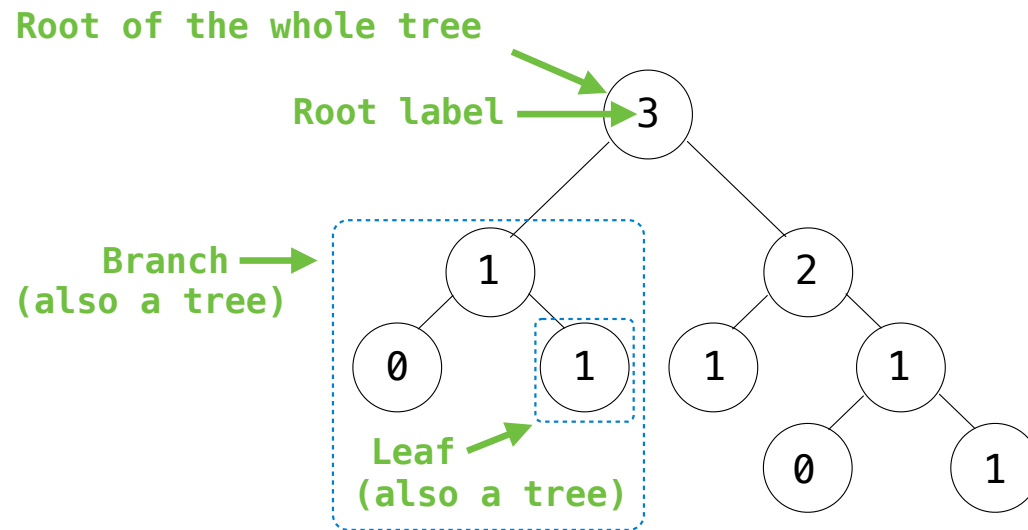 Root of the whole tree
Root label
3
Branch
(also a tree)
1
2
0
1
1
1
Leaf
(also a tree)
0
1